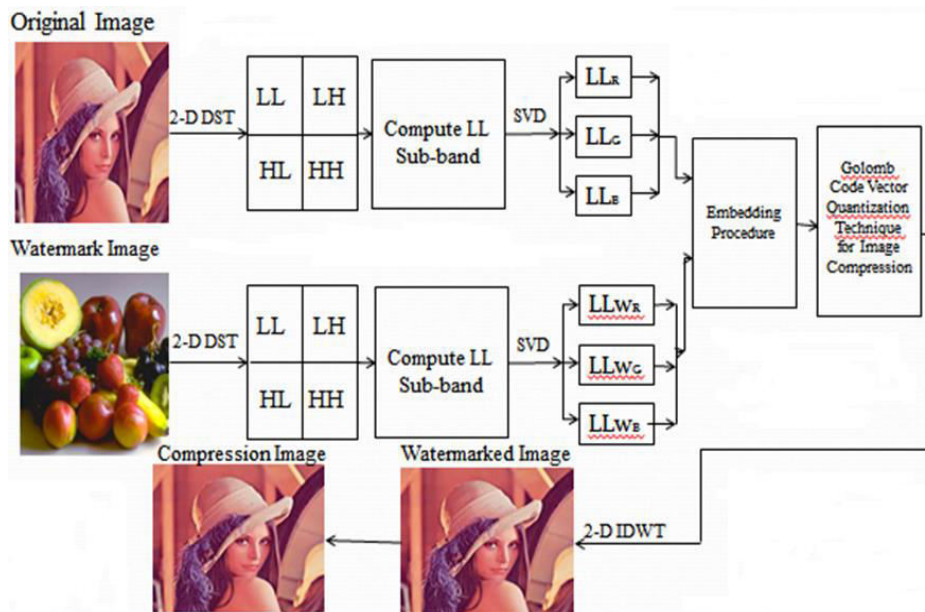 Original Image
2-D DST
LL LH
HL HH
Compute LL
Sub-band
SVD
LLR
LLG
LLB
Embedding
Procedure
Golomb
Code Vector
Quantization
Technique
for Image
Compression
Watermark Image
2-D DST
LL LH
HL HH
Compute LL
Sub-band
SVD
LLWR
LLWG
LLWB
Compression Image
Watermarked Image
2-D IDWT